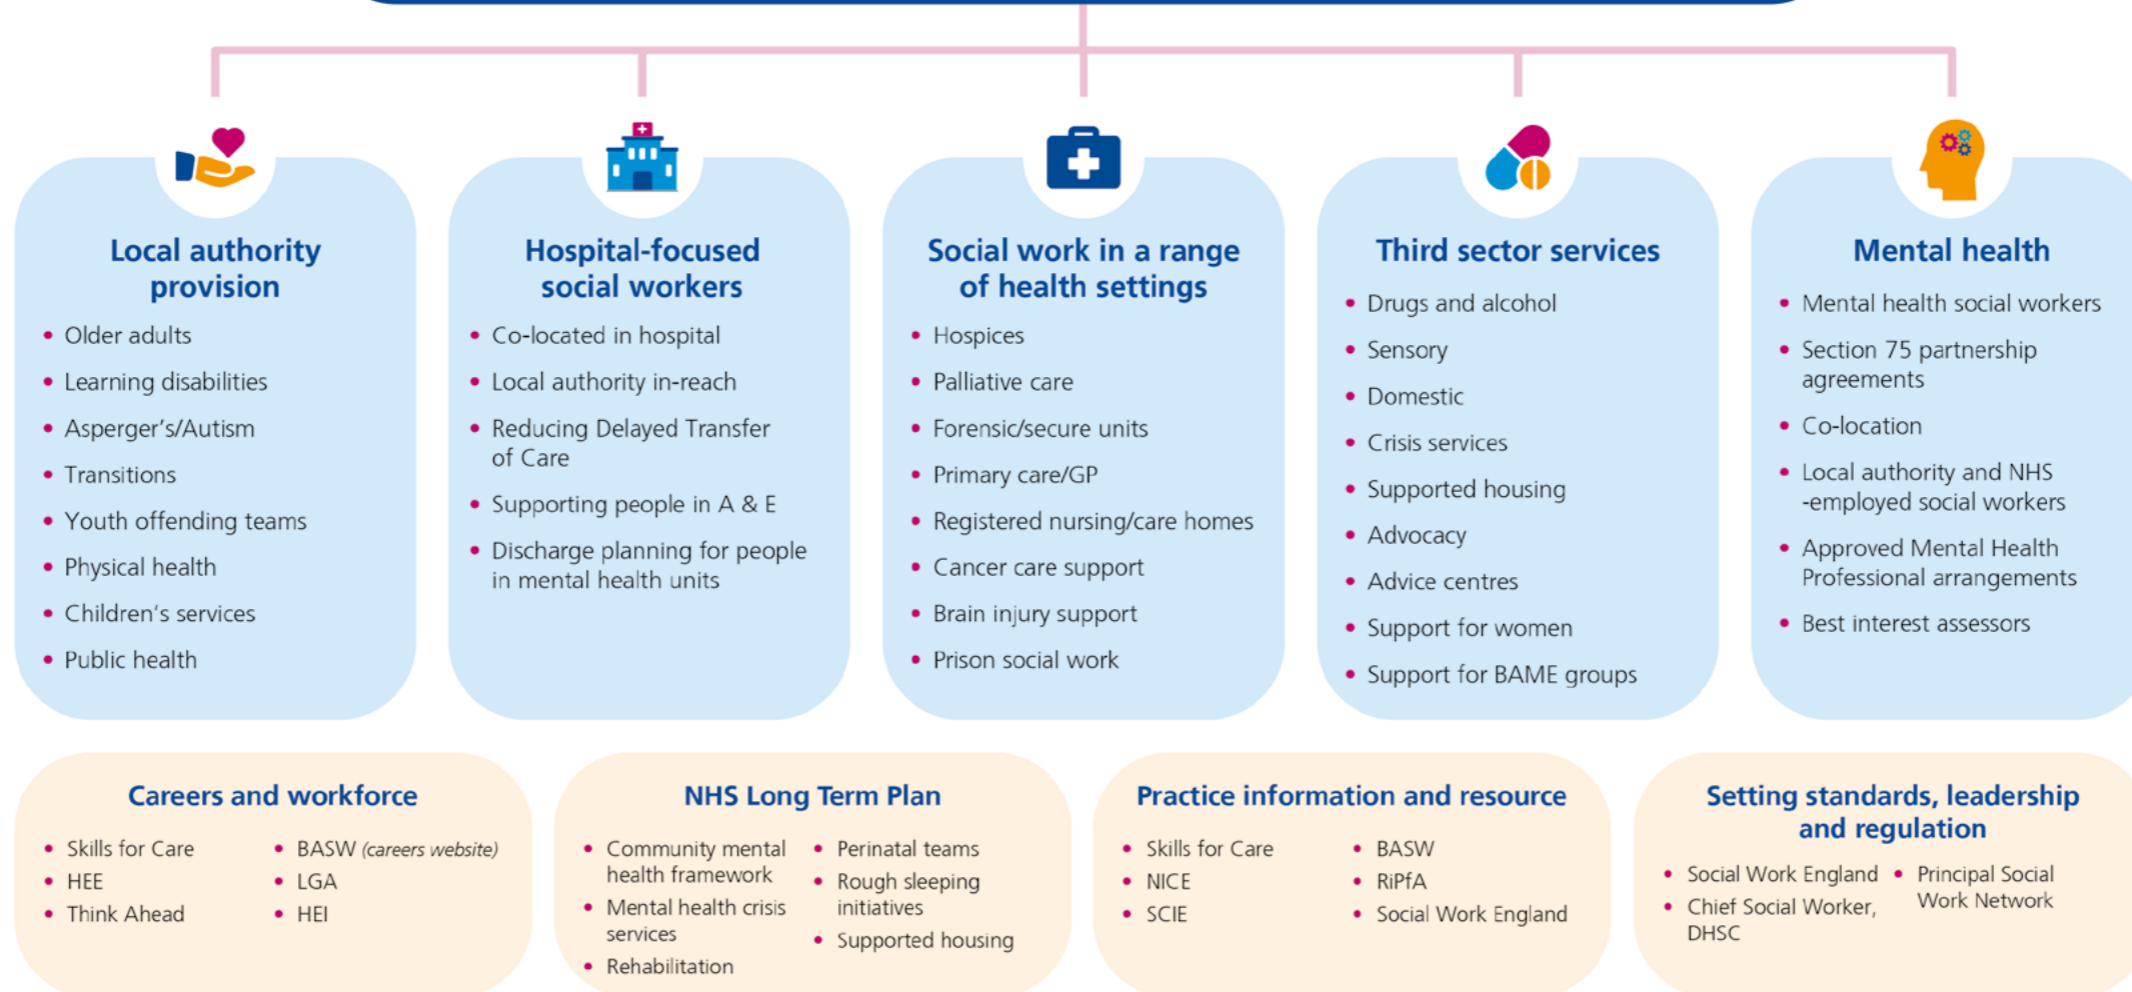 Local authority
provision
• Older adults
• Learning disabilities
• Asperger's/Autism
• Transitions
• Youth offending teams
• Physical health
• Children's services
• Public health
Hospital-focused
social workers
• Co-located in hospital
• Local authority in-reach
• Reducing Delayed Transfer
of Care
• Supporting people in A & E
• Discharge planning for people
in mental health units
Social work in a range
of health settings
• Hospices
• Palliative care
• Forensic/secure units
• Primary care/GP
• Registered nursing/care homes
• Cancer care support
• Brain injury support
• Prison social work
Third sector services
• Drugs and alcohol
• Sensory
• Domestic
• Crisis services
• Supported housing
• Advocacy
• Advice centres
• Support for women
• Support for BAME groups
Mental health
• Mental health social workers
• Section 75 partnership
agreements
• Co-location
• Local authority and NHS
-employed social workers
• Approved Mental Health
Professional arrangements
• Best interest assessors
Careers and workforce
• Skills for Care
• HEE
• Think Ahead
• BASW (careers website)
• LGA
• HEI
NHS Long Term Plan
• Community mental
health framework
• Mental health crisis
services
• Rehabilitation
• Perinatal teams
• Rough sleeping
initiatives
• Supported housing
Practice information and resource
• Skills for Care
• NICE
• SCIE
• BASW
• RiPfA
• Social Work England
Setting standards, leadership
and regulation
• Social Work England
• Chief Social Worker,
DHSC
• Principal Social
Work Network